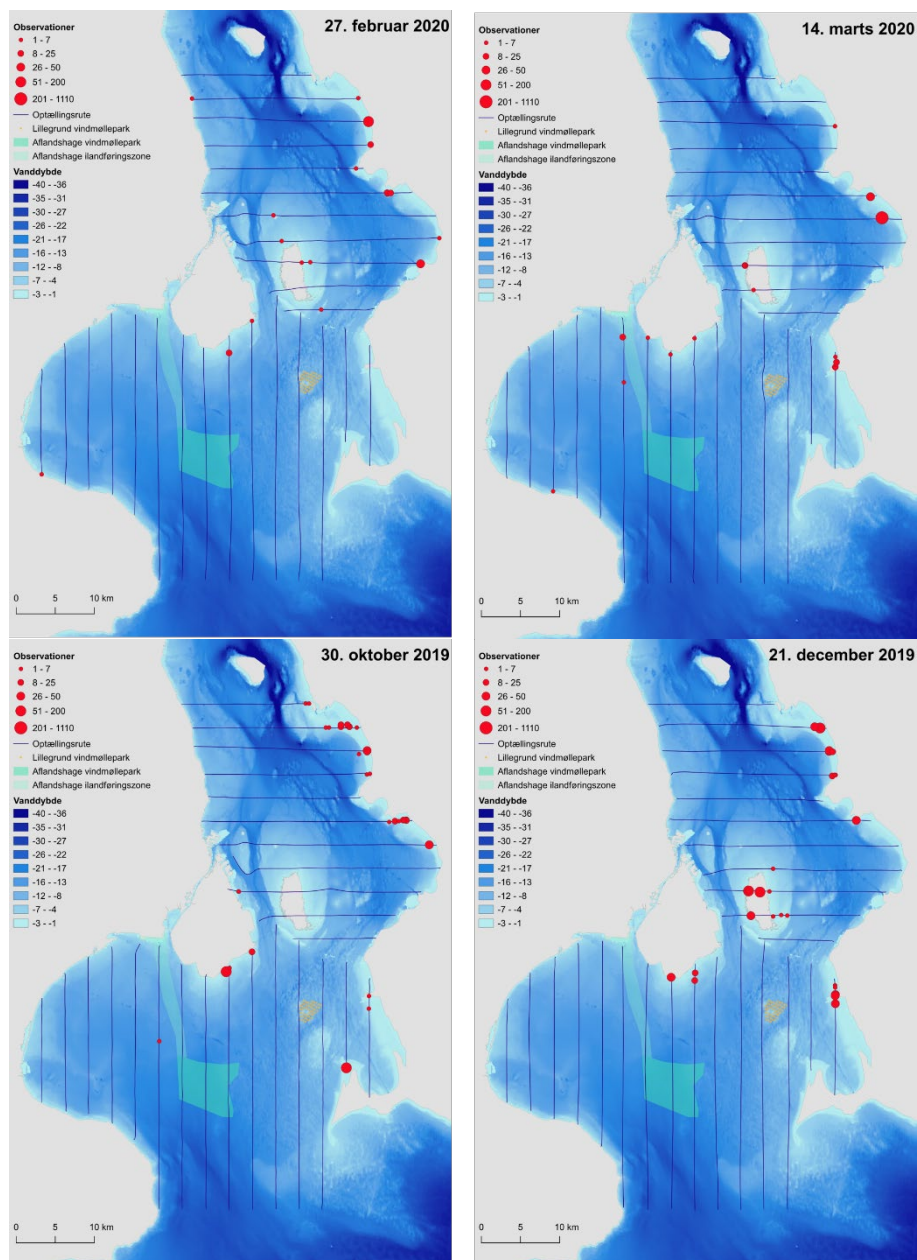 27. februar 2020
Observationer
1 - 7
8 - 25
26 - 50
51 - 200
201 - 1110
Optællingsrute
Lillegrund vindmøllepark
Aflandshage vindmøllepark
Aflandshage ilandføringszone
Vanddybde
-40 - -36
-35 - -31
-30 - -27
-26 - -22
-21 - -17
-16 - -13
-12 - -8
-7 - -4
-3 - -1
0 5 10 km
14. marts 2020
Observationer
1 - 7
8 - 25
26 - 50
51 - 200
201 - 1110
Optællingsrute
Lillegrund vindmøllepark
Aflandshage vindmøllepark
Aflandshage ilandføringszone
Vanddybde
-40 - -36
-35 - -31
-30 - -27
-26 - -22
-21 - -17
-16 - -13
-12 - -8
-7 - -4
-3 - -1
0 5 10 km
30. oktober 2019
Observationer
1 - 7
8 - 25
26 - 50
51 - 200
201 - 1110
Optællingsrute
Lillegrund vindmøllepark
Aflandshage vindmøllepark
Aflandshage ilandføringszone
Vanddybde
-40 - -36
-35 - -31
-30 - -27
-26 - -22
-21 - -17
-16 - -13
-12 - -8
-7 - -4
-3 - -1
0 5 10 km
21. december 2019
Observationer
1 - 7
8 - 25
26 - 50
51 - 200
201 - 1110
Optællingsrute
Lillegrund vindmøllepark
Aflandshage vindmøllepark
Aflandshage ilandføringszone
Vanddybde
-40 - -36
-35 - -31
-30 - -27
-26 - -22
-21 - -17
-16 - -13
-12 - -8
-7 - -4
-3 - -1
0 5 10 km